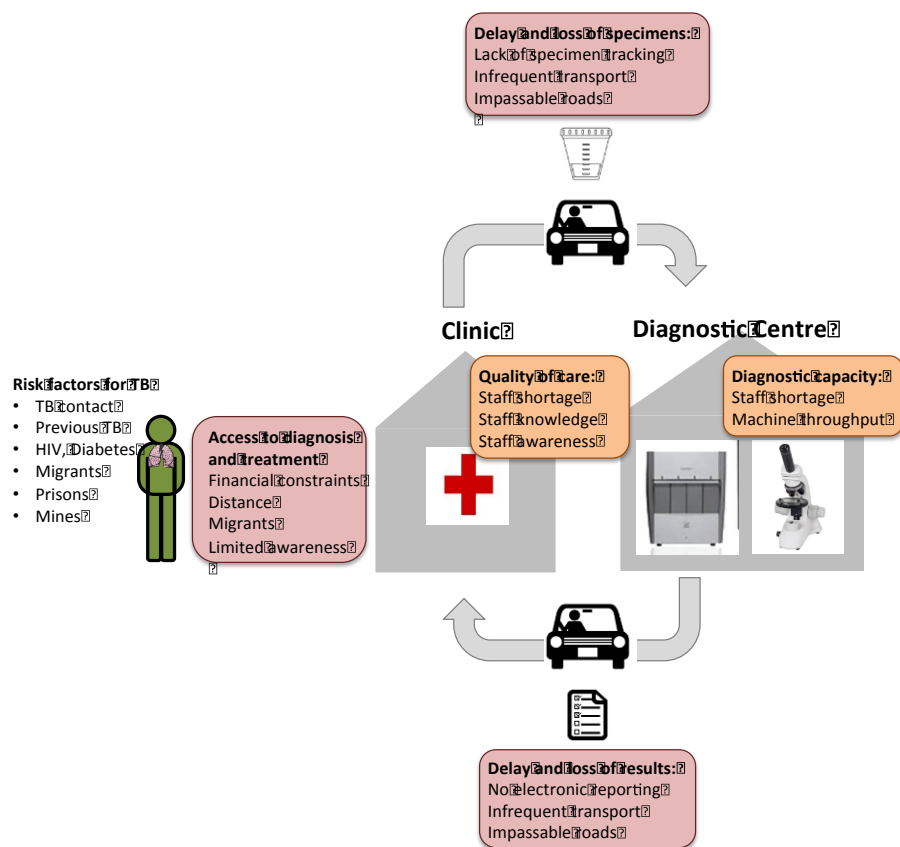 Delay and loss of specimens:
Lack of specimen tracking
Infrequent transport
Impassable roads
Clinic
Diagnostic Centre
Risk factors for TB
• TB contact
• Previous TB
• HIV, Diabetes
• Migrants
• Prisons
• Mines
Access to diagnosis
and treatment
Financial constraints
Distance
Migrants
Limited awareness
Quality of care:
Staff shortage
Staff knowledge
Staff awareness
Diagnostic capacity:
Staff shortage
Machine throughput
Delay and loss of results:
No electronic reporting
Infrequent transport
Impassable roads